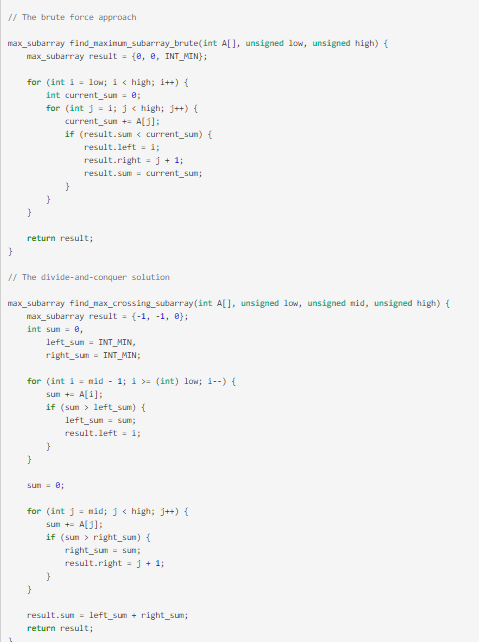 // The brute force approach
max_subarray find_maximum_subarray_brute(int A[], unsigned low, unsigned high) {
    max_subarray result = {0, 0, INT_MIN};
    for (int i = low; i < high; i++) {
        int current_sum = 0;
        for (int j = i; j < high; j++) {
            current_sum += A[j];
            if (result.sum < current_sum) {
                result.left = i;
                result.right = j + 1;
                result.sum = current_sum;
            }
        }
    }
    return result;
}
// The divide-and-conquer solution
max_subarray find_max_crossing_subarray(int A[], unsigned low, unsigned mid, unsigned high) {
    max_subarray result = {-1, -1, 0};
    int sum = 0,
        left_sum = INT_MIN,
        right_sum = INT_MIN;
    for (int i = mid - 1; i >= (int) low; i--) {
        sum += A[i];
        if (sum > left_sum) {
            left_sum = sum;
            result.left = i;
        }
    }
    sum = 0;
    for (int j = mid; j < high; j++) {
        sum += A[j];
        if (sum > right_sum) {
            right_sum = sum;
            result.right = j + 1;
        }
    }
    result.sum = left_sum + right_sum;
    return result;
}